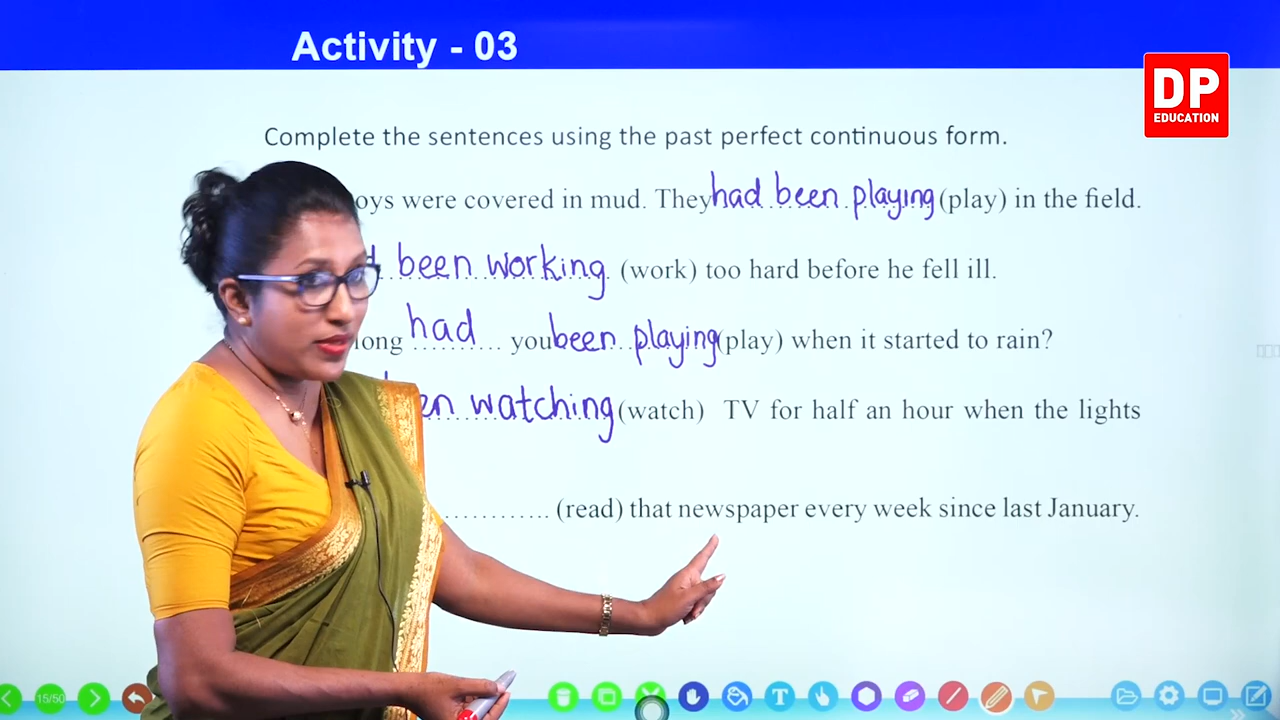 Activity - 03
DP
EDUCATION
Complete the sentences using the past perfect continuous form.
were covered in mud. They had been playing (play) in the field.
been working (work) too hard before he fell ill.
long had you been playing (play) when it started to rain?
watching (watch) TV for half an hour when the lights
(read) that newspaper every week since last January.
15/50